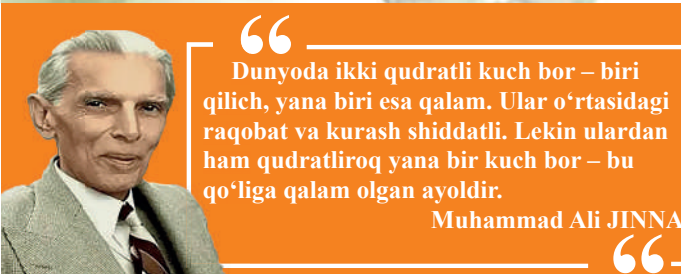 Dunyoda ikki qudratli kuch bor – biri
qilich, yana biri esa qalam. Ular o‘rtasidagi
raqobat va kurash shiddatli. Lekin ulardan
ham qudratliroq yana bir kuch bor – bu
qo‘liga qalam olgan ayoldir.
Muhammad Ali JINNA